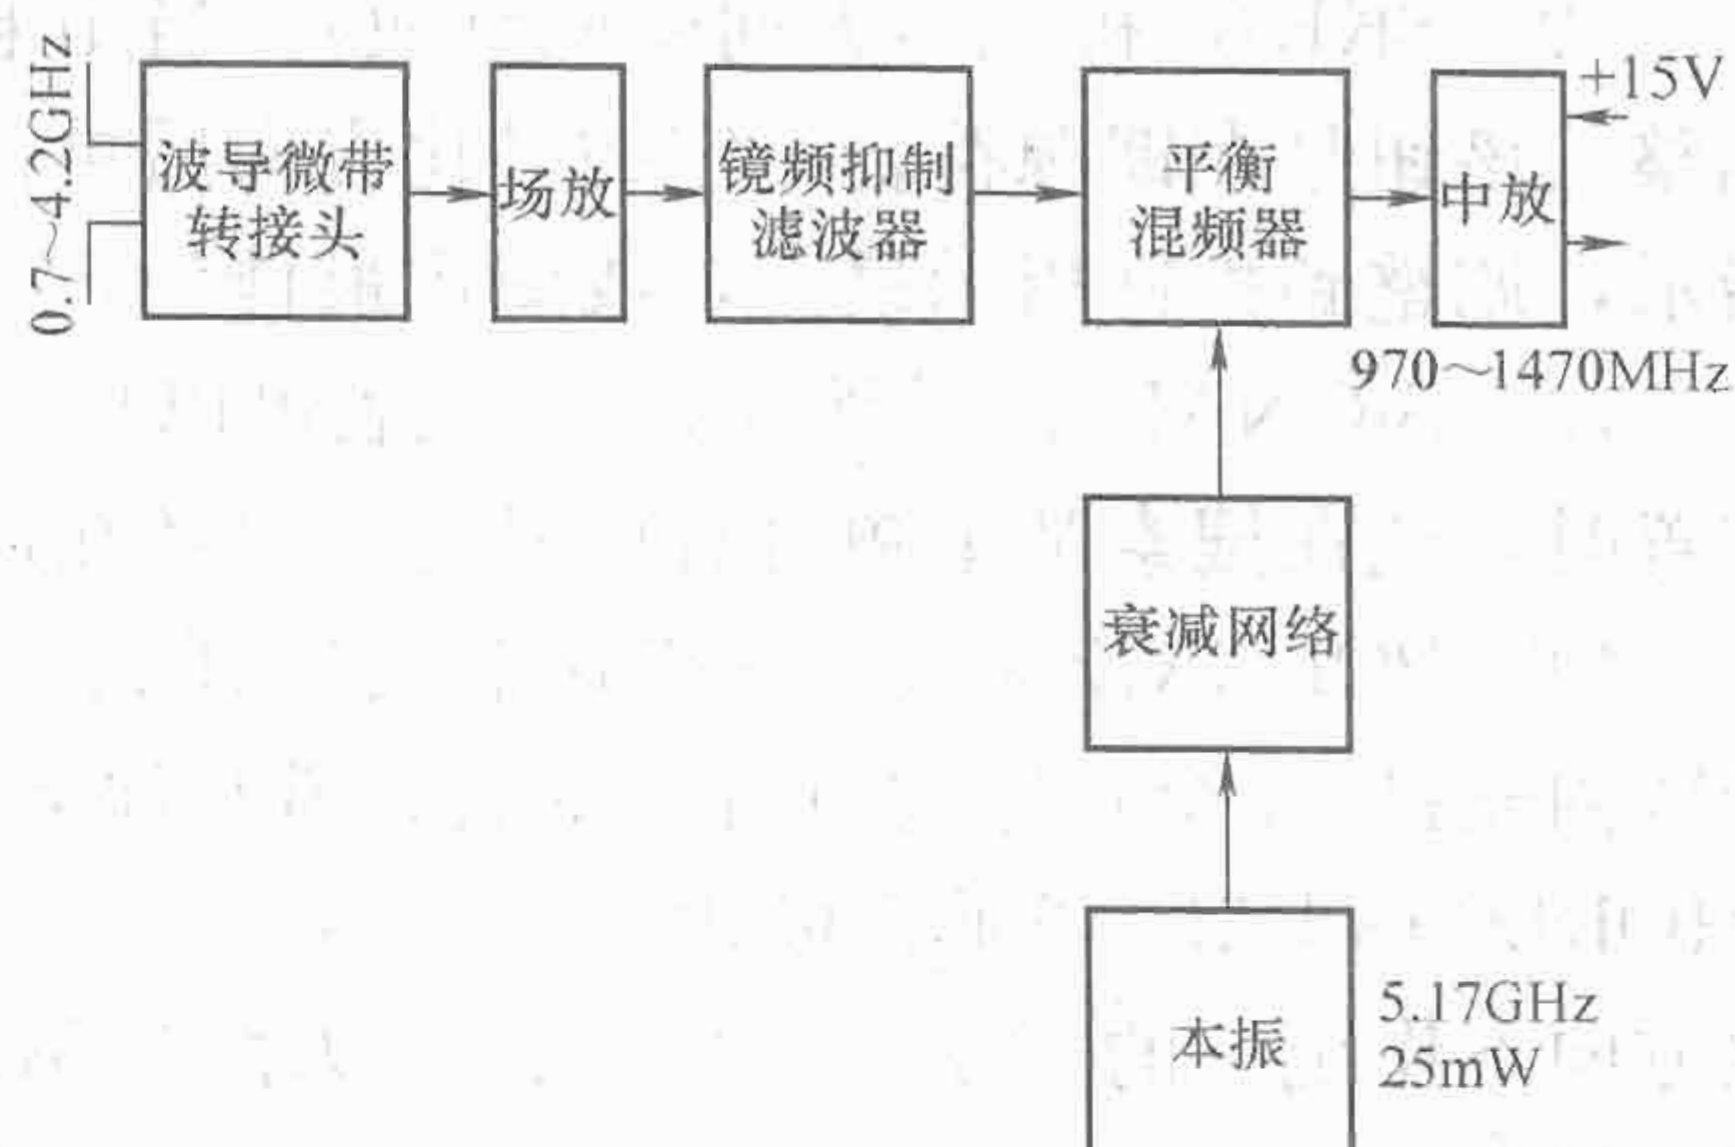 0.7～4.2GHz
波导微带
转接头
场放
镜频抑制
滤波器
平衡
混频器
中放
+15V
970～1470MHz
衰减网络
本振
5.17GHz
25mW